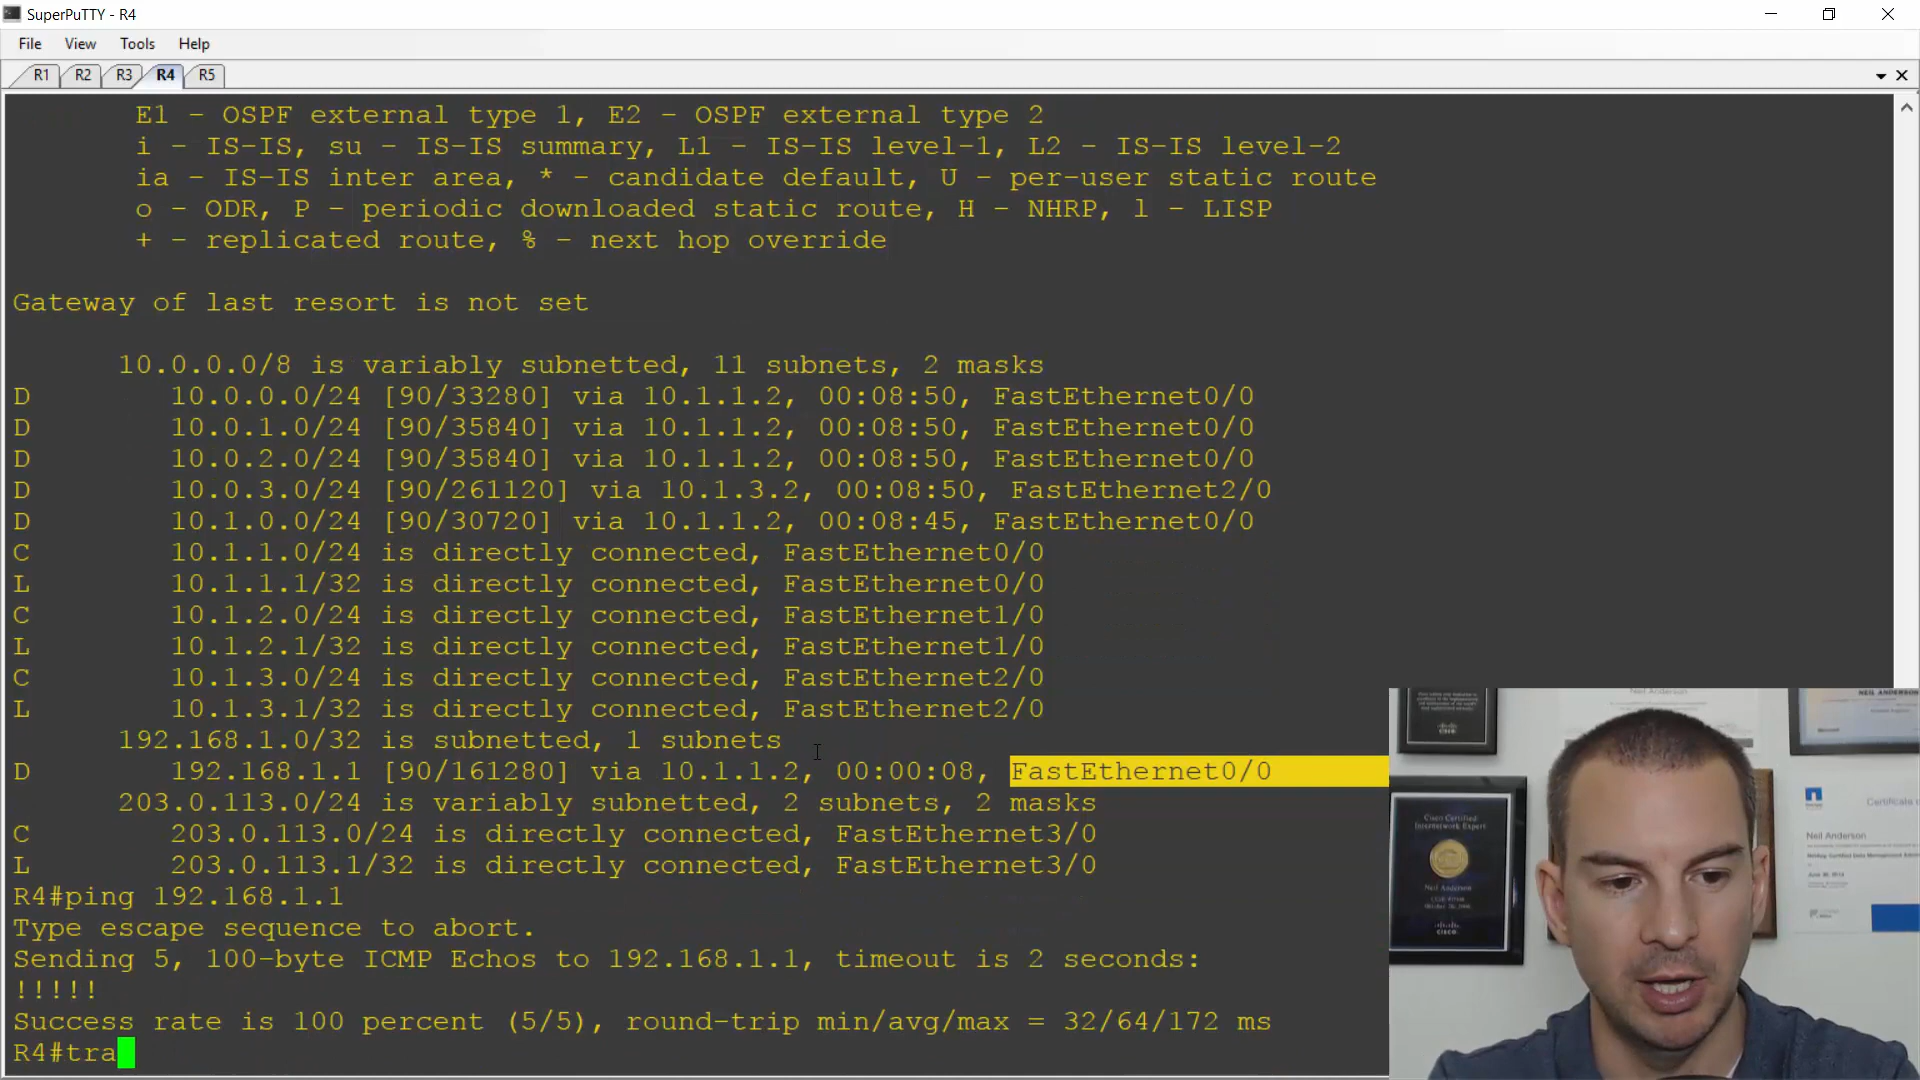 SuperPuTTY - R4
File View Tools Help
R1 R2 R3 R4 R5
E1 - OSPF external type 1, E2 - OSPF external type 2
i - IS-IS, su - IS-IS summary, L1 - IS-IS level-1, L2 - IS-IS level-2
ia - IS-IS inter area, * - candidate default, U - per-user static route
o - ODR, P - periodic downloaded static route, H - NHRP, l - LISP
+ - replicated route, % - next hop override
Gateway of last resort is not set
10.0.0.0/8 is variably subnetted, 11 subnets, 2 masks
D 10.0.0.0/24 [90/33280] via 10.1.1.2, 00:08:50, FastEthernet0/0
D 10.0.1.0/24 [90/35840] via 10.1.1.2, 00:08:50, FastEthernet0/0
D 10.0.2.0/24 [90/35840] via 10.1.1.2, 00:08:50, FastEthernet0/0
D 10.0.3.0/24 [90/261120] via 10.1.3.2, 00:08:50, FastEthernet2/0
D 10.1.0.0/24 [90/30720] via 10.1.1.2, 00:08:45, FastEthernet0/0
C 10.1.1.0/24 is directly connected, FastEthernet0/0
L 10.1.1.1/32 is directly connected, FastEthernet0/0
C 10.1.2.0/24 is directly connected, FastEthernet1/0
L 10.1.2.1/32 is directly connected, FastEthernet1/0
C 10.1.3.0/24 is directly connected, FastEthernet2/0
L 10.1.3.1/32 is directly connected, FastEthernet2/0
192.168.1.0/32 is subnetted, 1 subnets
D 192.168.1.1 [90/161280] via 10.1.1.2, 00:00:08, FastEthernet0/0
203.0.113.0/24 is variably subnetted, 2 subnets, 2 masks
C 203.0.113.0/24 is directly connected, FastEthernet3/0
L 203.0.113.1/32 is directly connected, FastEthernet3/0
R4#ping 192.168.1.1
Type escape sequence to abort.
Sending 5, 100-byte ICMP Echos to 192.168.1.1, timeout is 2 seconds:
!!!!!
Success rate is 100 percent (5/5), round-trip min/avg/max = 32/64/172 ms
R4#tra
Neil Anderson
NEIL ANDERSON
Cisco Certified
Internetwork Expert
Neil Anderson
CISCO
Neil Anderson